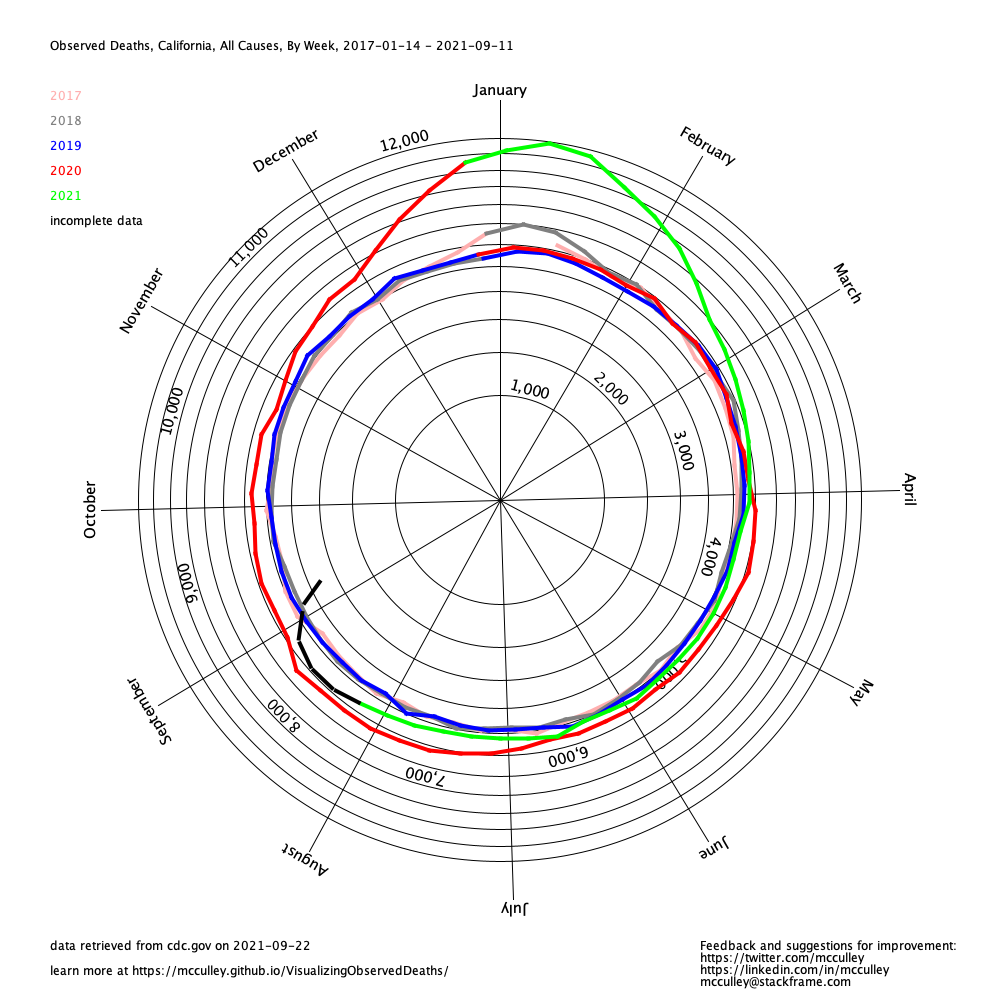 Observed Deaths, California, All Causes, By Week, 2017-01-14 - 2021-09-11
2017
2018
2019
2020
2021
incomplete data
January
February
March
April
May
June
July
August
September
October
November
December
1,000
2,000
3,000
4,000
5,000
6,000
7,000
8,000
9,000
10,000
11,000
12,000
data retrieved from cdc.gov on 2021-09-22
learn more at https://mcculley.github.io/VisualizingObservedDeaths/
Feedback and suggestions for improvement:
https://twitter.com/mcculley
https://linkedin.com/in/mcculley
mcculley@stackframe.com